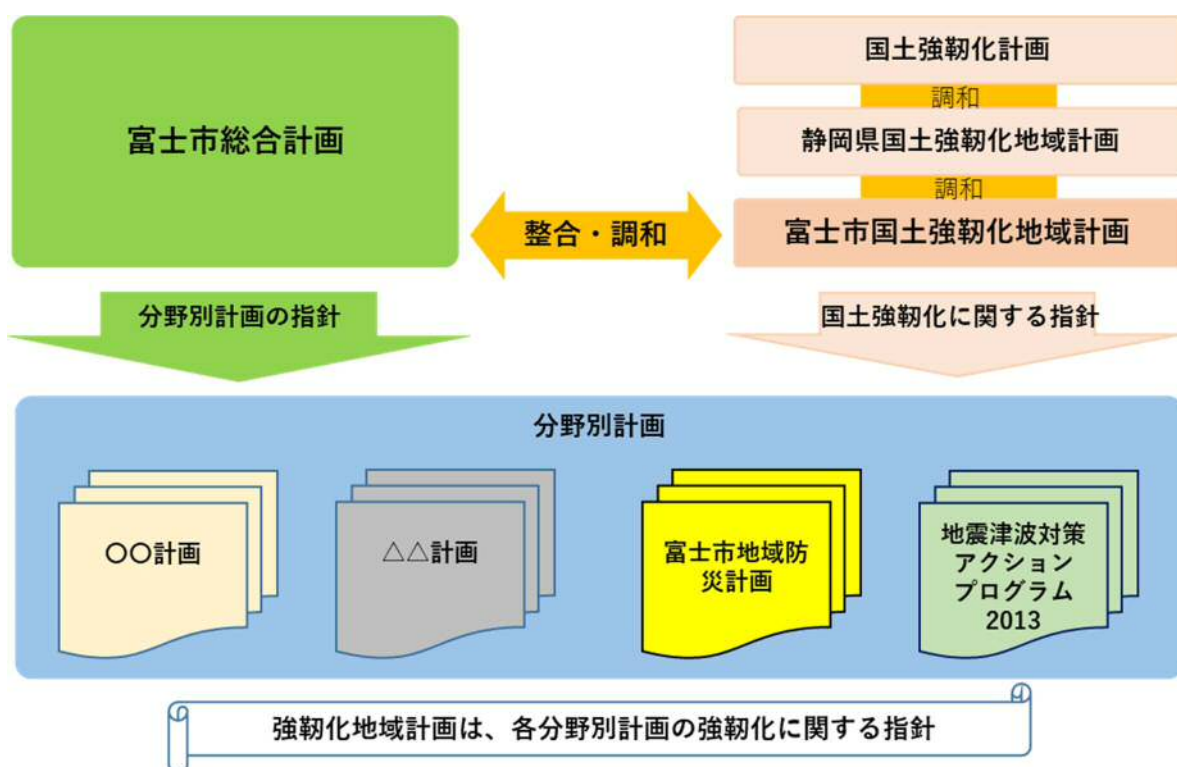 富士市総合計画
国土強靭化計画
調和
静岡県国土強靭化地域計画
調和
富士市国土強靭化地域計画
整合・調和
分野別計画の指針
国土強靭化に関する指針
分野別計画
〇〇計画
△△計画
富士市地域防
災計画
地震津波対策
アクション
プログラム
2013
強靭化地域計画は、各分野別計画の強靭化に関する指針